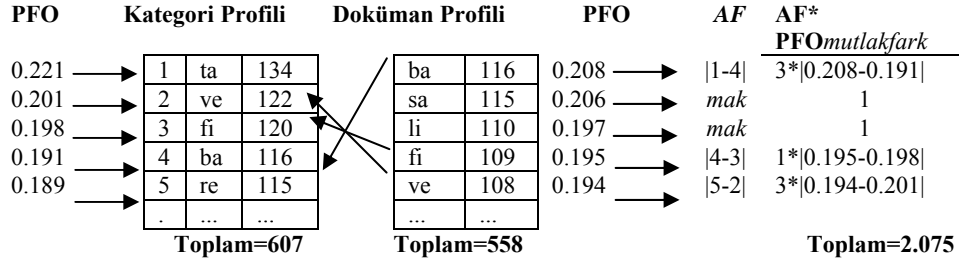 PFO Kategori Profili Doküman Profili PFO AF AF*
PFOmutlakfark
0.221 1 ta 134 ba 116 0.208 |1-4| 3*|0.208-0.191|
0.201 2 ve 122 sa 115 0.206 mak 1
0.198 3 fi 120 li 110 0.197 mak 1
0.191 4 ba 116 fi 109 0.195 |4-3| 1*|0.195-0.198|
0.189 5 re 115 ve 108 0.194 |5-2| 3*|0.194-0.201|
. ... ... ... ...
Toplam=607 Toplam=558 Toplam=2.075